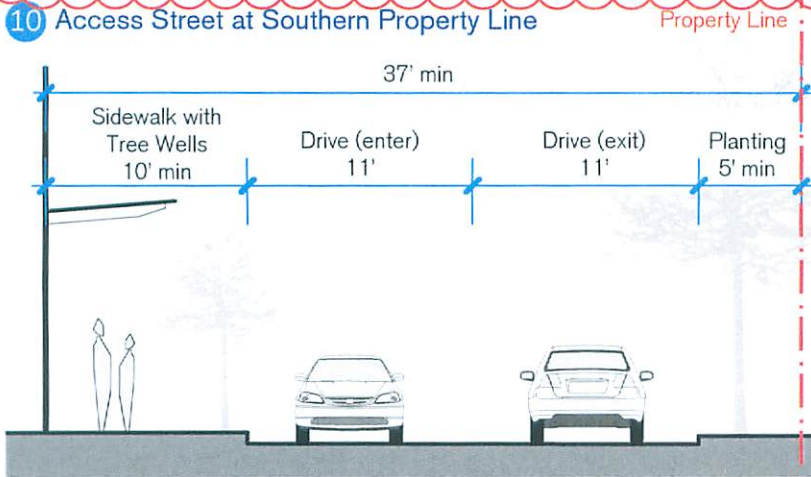 10 Access Street at Southern Property Line
Property Line
37' min
Sidewalk with
Tree Wells
10' min
Drive (enter)
11'
Drive (exit)
11'
Planting
5' min